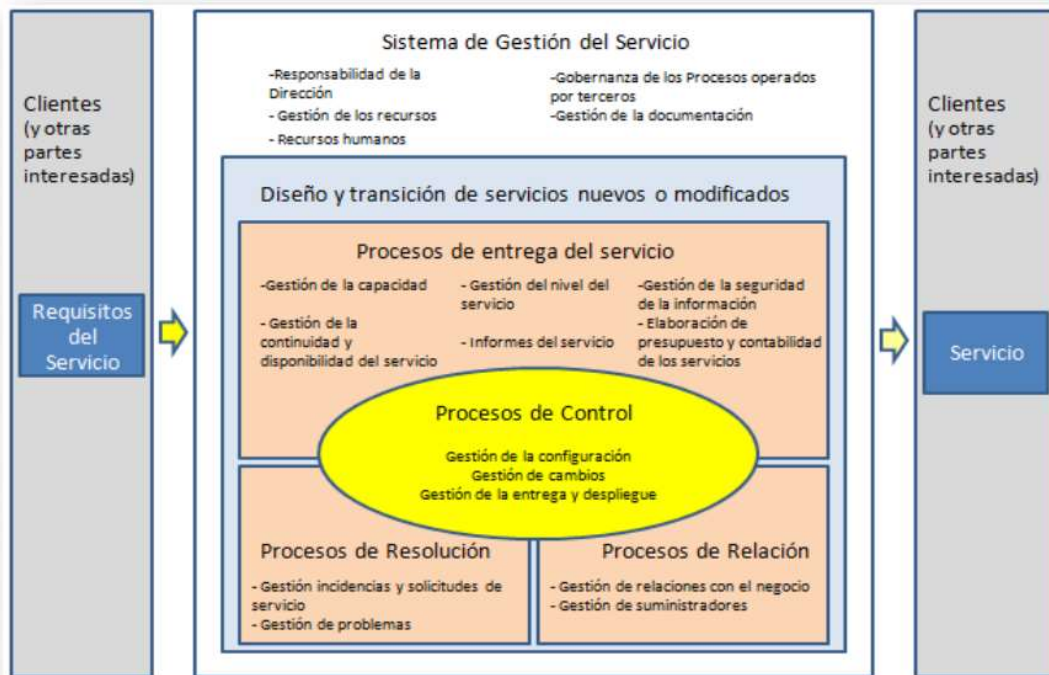 Clientes
(y otras
partes
interesadas)
Requisitos
del
Servicio
Sistema de Gestión del Servicio
-Responsabilidad de la
Dirección
- Gestión de los recursos
- Recursos humanos
-Gobernanza de los Procesos operados
por terceros
-Gestión de la documentación
Diseño y transición de servicios nuevos o modificados
Procesos de entrega del servicio
-Gestión de la capacidad
- Gestión de la
continuidad y
disponibilidad del servicio
- Gestión del nivel del
servicio
- Informes del servicio
-Gestión de la seguridad
de la información
- Elaboración de
presupuesto y contabilidad
de los servicios
Procesos de Control
Gestión de la configuración
Gestión de cambios
Gestión de la entrega y despliegue
Procesos de Resolución
- Gestión incidencias y solicitudes de
servicio
- Gestión de problemas
Procesos de Relación
- Gestión de relaciones con el negocio
- Gestión de suministradores
Clientes
(y otras
partes
interesadas)
Servicio